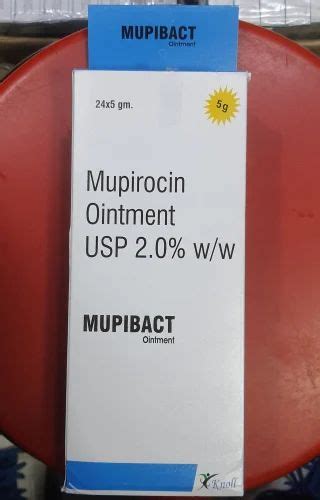 MUPIBACT
Ointment
24x5 gm.
5g
Mupirocin
Ointment
USP 2.0% w/w
MUPIBACT
Ointment
Knoll